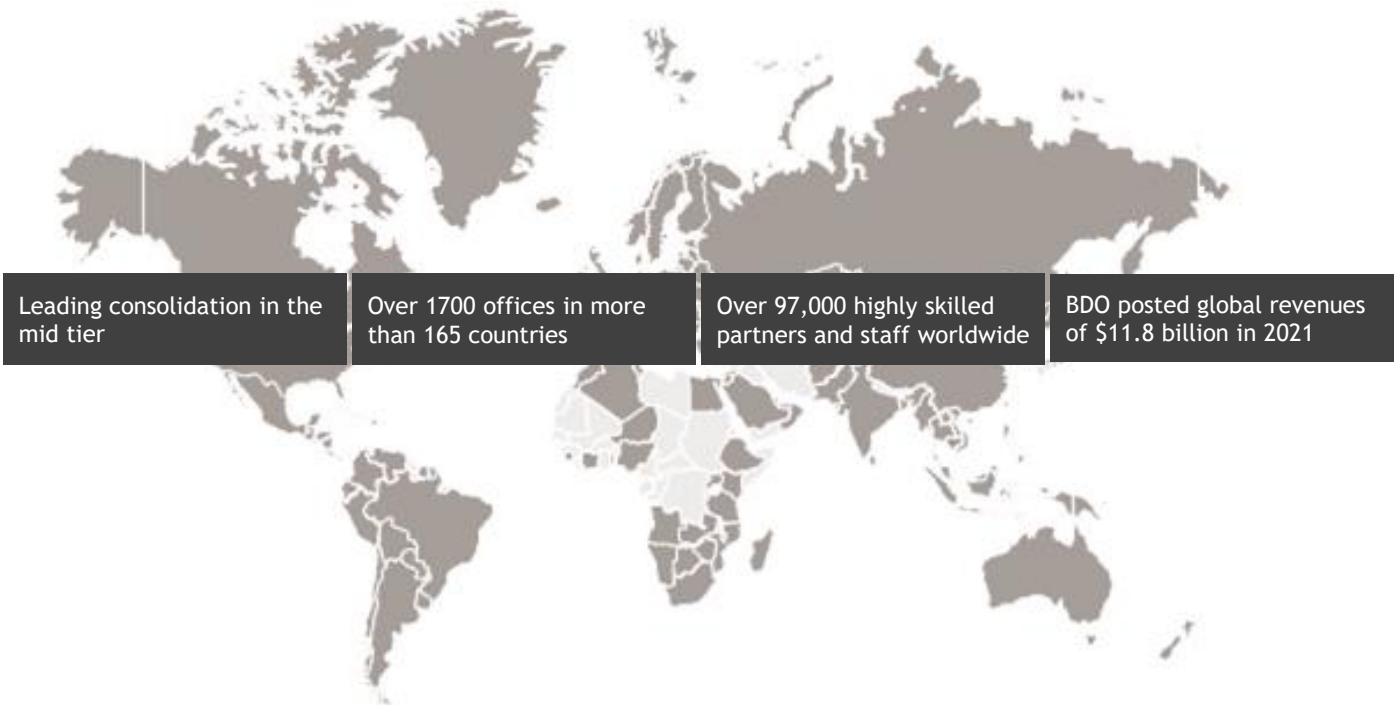 Leading consolidation in the
mid tier
Over 1700 offices in more
than 165 countries
Over 97,000 highly skilled
partners and staff worldwide
BDO posted global revenues
of $11.8 billion in 2021